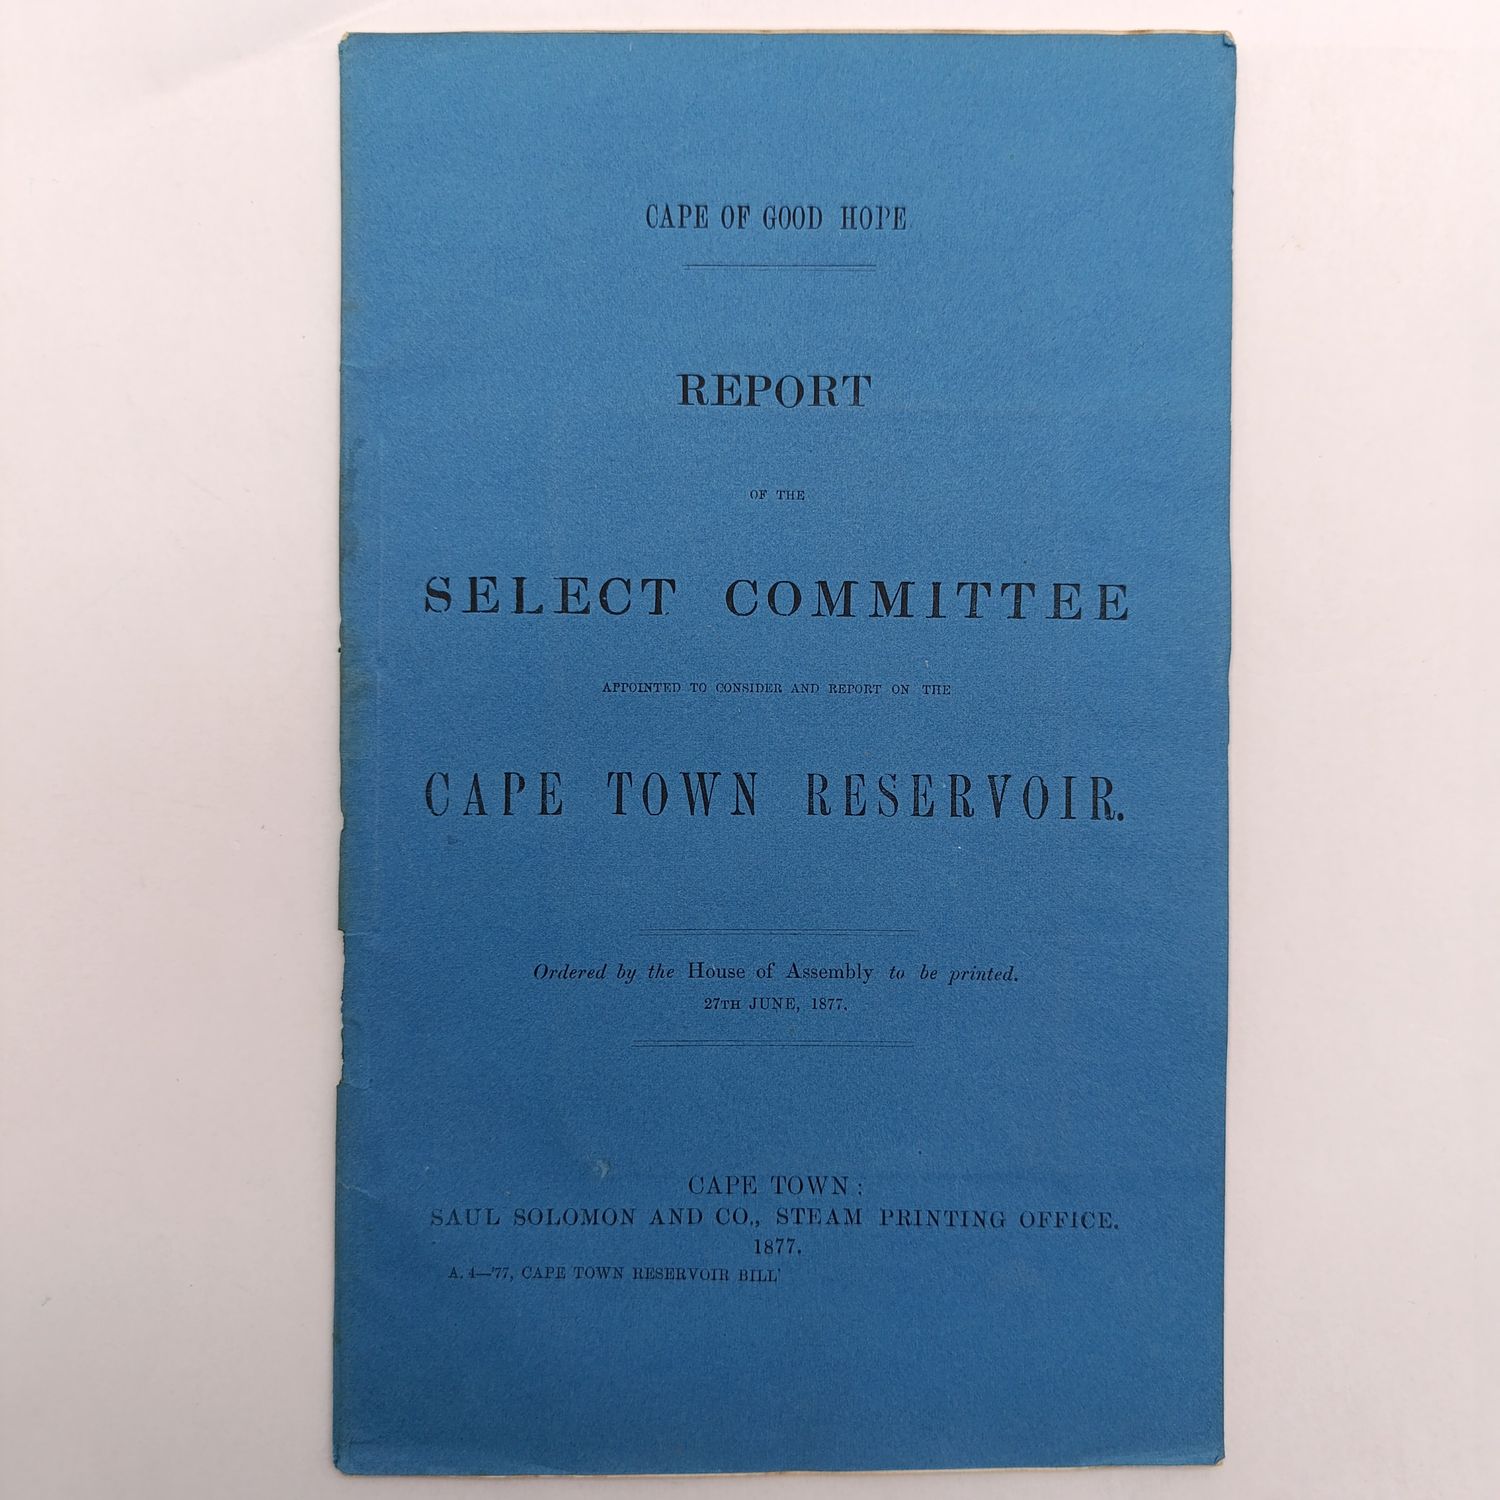 CAPE OF GOOD HOPE
REPORT
OF THE
SELECT COMMITTEE
APPOINTED TO CONSIDER AND REPORT ON THE
CAPE TOWN RESERVOIR.
Ordered by the House of Assembly to be printed.
27TH JUNE, 1877.
CAPE TOWN:
SAUL SOLOMON AND CO., STEAM PRINTING OFFICE.
1877.
A. 4—'77, CAPE TOWN RESERVOIR BILL'